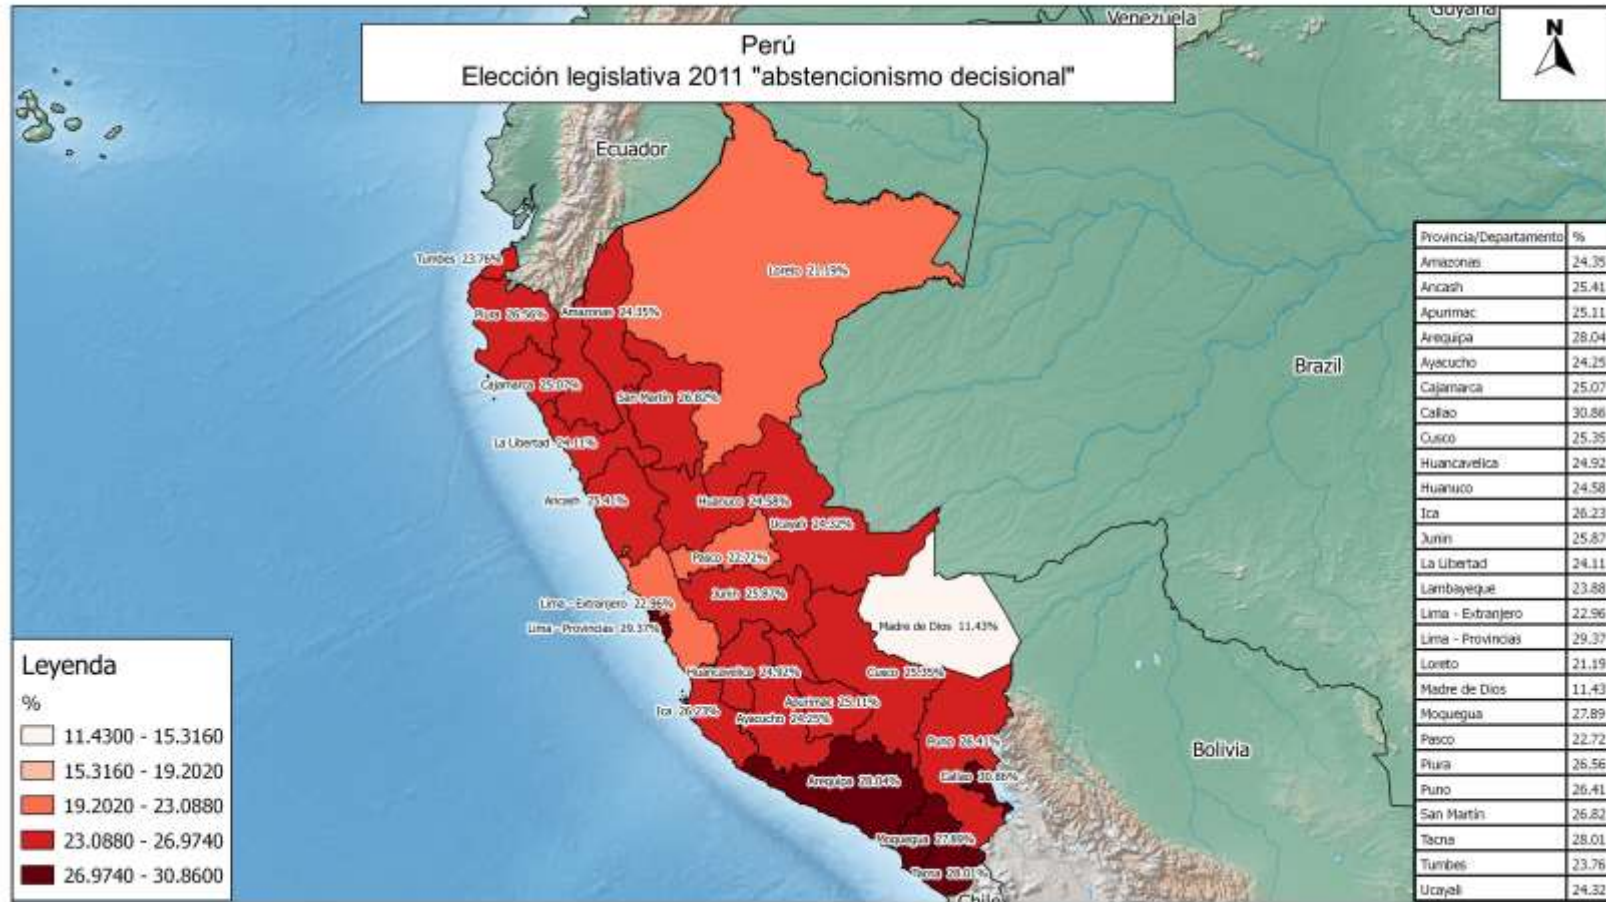 Venezuela
Guyana
Perú
Elección legislativa 2011 "abstencionismo decisional"
N
Ecuador
Tumbes 23.76%
Loreto 21.19%
Piura 26.56%
Amazonas 24.35%
Brazil
Cajamarca 25.07%
San Martín 26.82%
La Libertad 24.11%
Ancash 25.41%
Huanuco 24.58%
Ucayali 24.32%
Pasco 22.72%
Junin 25.87%
Lima - Extranjero 22.96%
Lima - Provincias 29.37%
Madre de Dios 11.43%
Huancavelica 24.92%
Cusco 25.35%
Apurimac 25.11%
Ica 26.23%
Ayacucho 24.25%
Puno 26.41%
Bolivia
Arequipa 28.04%
Callao 30.86%
Moquegua 27.89%
Tacna 28.01%
Chile
Leyenda
%
11.4300 - 15.3160
15.3160 - 19.2020
19.2020 - 23.0880
23.0880 - 26.9740
26.9740 - 30.8600
Provincia/Departamento %
Amazonas 24.35
Ancash 25.41
Apurimac 25.11
Arequipa 28.04
Ayacucho 24.25
Cajamarca 25.07
Callao 30.86
Cusco 25.35
Huancavelica 24.92
Huanuco 24.58
Ica 26.23
Junin 25.87
La Libertad 24.11
Lambayeque 23.88
Lima - Extranjero 22.96
Lima - Provincias 29.37
Loreto 21.19
Madre de Dios 11.43
Moquegua 27.89
Pasco 22.72
Piura 26.56
Puno 26.41
San Martín 26.82
Tacna 28.01
Tumbes 23.76
Ucayali 24.32